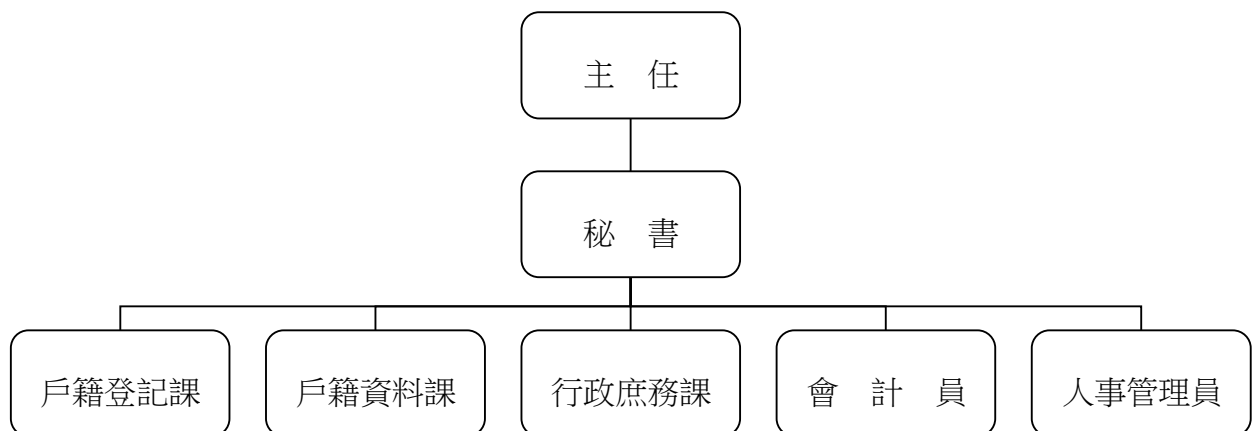 主　任
秘　書
戶籍登記課
戶籍資料課
行政庶務課
會　計　員
人事管理員